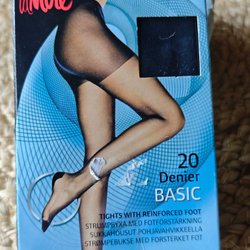 20
Denier
BASIC
TIGHTS WITH REINFORCED FOOT
STRUMPBYXA MED FOTFÖRSTÄRKNING
SUKKAHOUSUT POHJAVAHVIKKEELLA
STRØMPEBUKSE MED FORSTERKET FOT